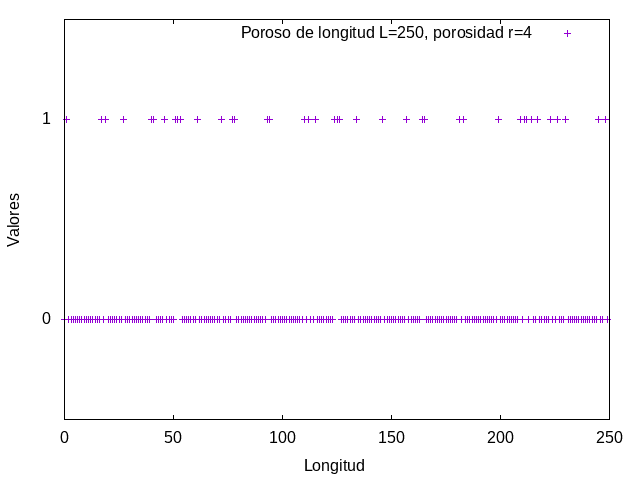 Poroso de longitud L=250, porosidad r=4
1
Valores
0
0 50 100 150 200 250
Longitud